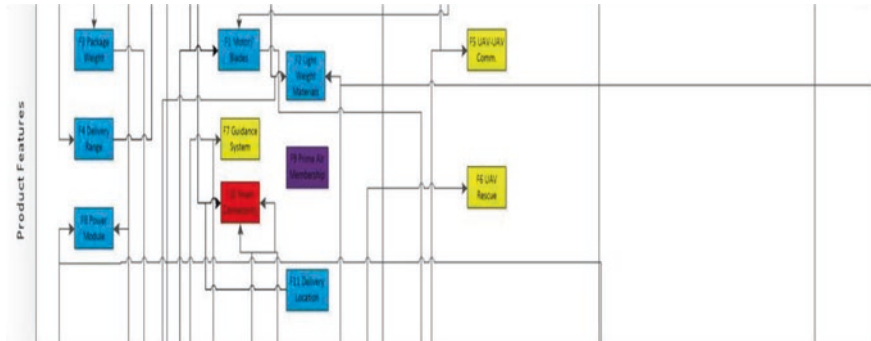 Product Features
F3 Package
Weight
F1 Motor/
Blades
F2 Light
Weight
Materials
F5 UAV-UAV
Comm.
F4 Delivery
Range
F7 Guidance
System
F9 Prime Air
Membership
F6 UAV
Rescue
F8 Power
Module
F11 Delivery
Location